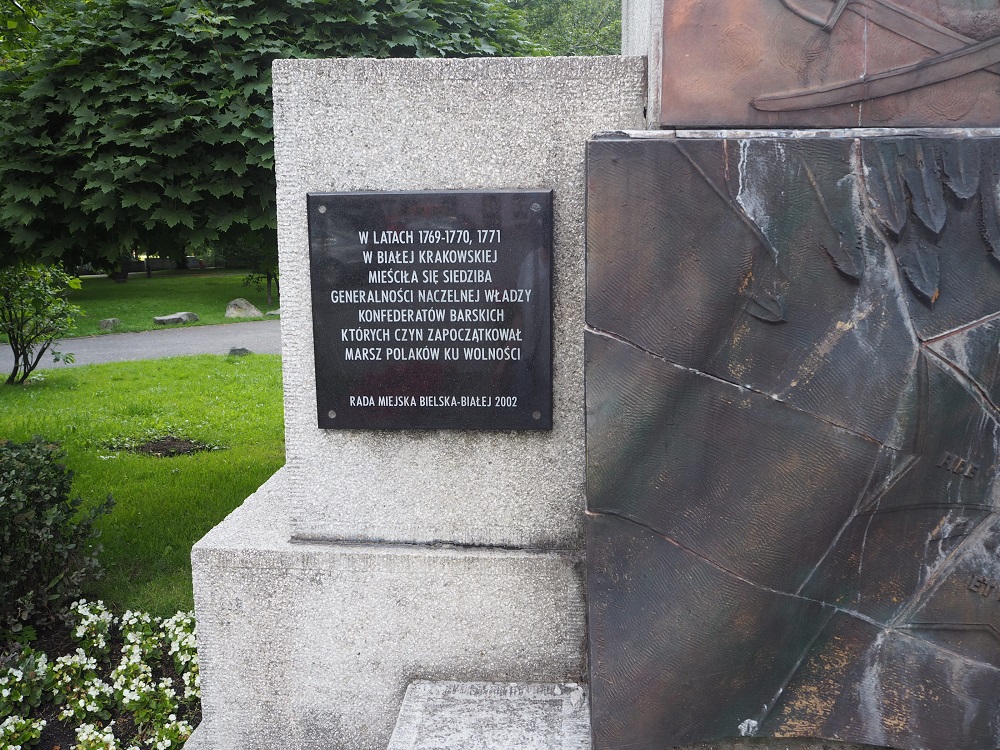 W LATACH 1769-1770, 1771
W BIAŁEJ KRAKOWSKIEJ
MIEŚCIŁA SIĘ SIEDZIBA
GENERALNOŚCI NACZELNEJ WŁADZY
KONFEDERATÓW BARSKICH
KTÓRYCH CZYN ZAPOCZĄTKOWAŁ
MARSZ POLAKÓW KU WOLNOŚCI
RADA MIEJSKA BIELSKA-BIAŁEJ 2002